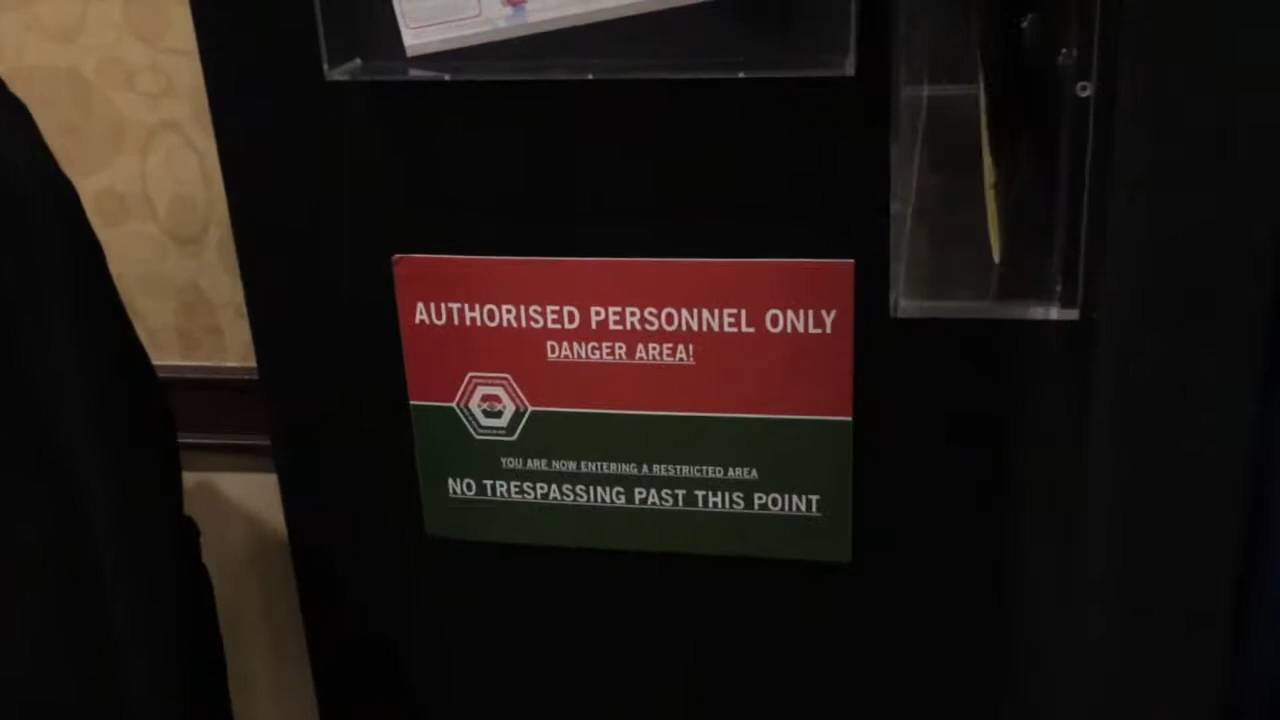 AUTHORISED PERSONNEL ONLY
DANGER AREA!
YOU ARE NOW ENTERING A RESTRICTED AREA
NO TRESPASSING PAST THIS POINT